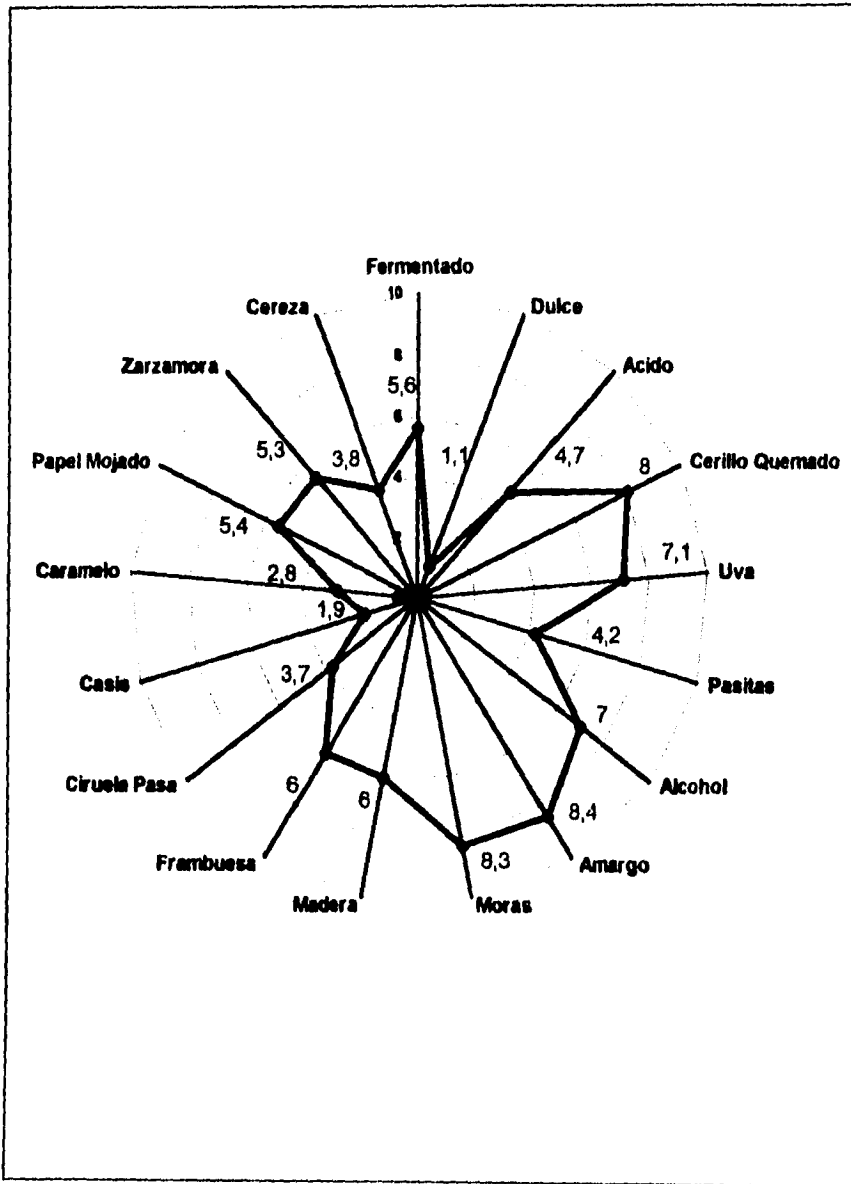 Fermentado
10
Cereza
Dulce
8
Zarzamora
Acido
5,6
6
5,3
3,8
1,1
4,7
Papel Mojado
Cerillo Quemado
4
8
5,4
2
7,1
Caramelo
2,8
Uva
1,9
4,2
3,7
Casis
Pasitas
7
Ciruela Pasa
Alcohol
6
6
8,4
8,3
Frambuesa
Amargo
Madera
Moras